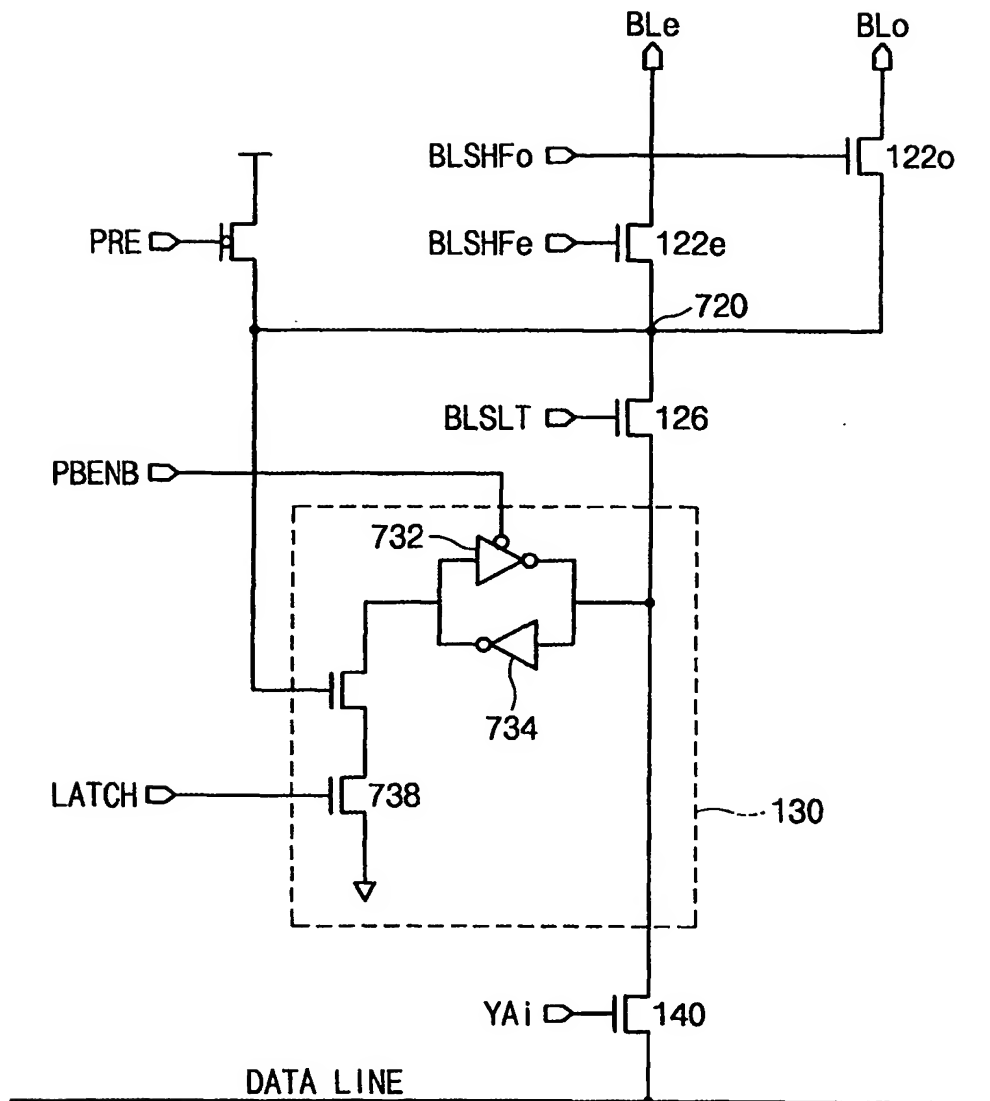 BLe
BLo
BLSHFo
122o
PRE
BLSHFe
122e
720
BLSLT
126
PBENB
732
734
LATCH
738
130
YAi
140
DATA LINE